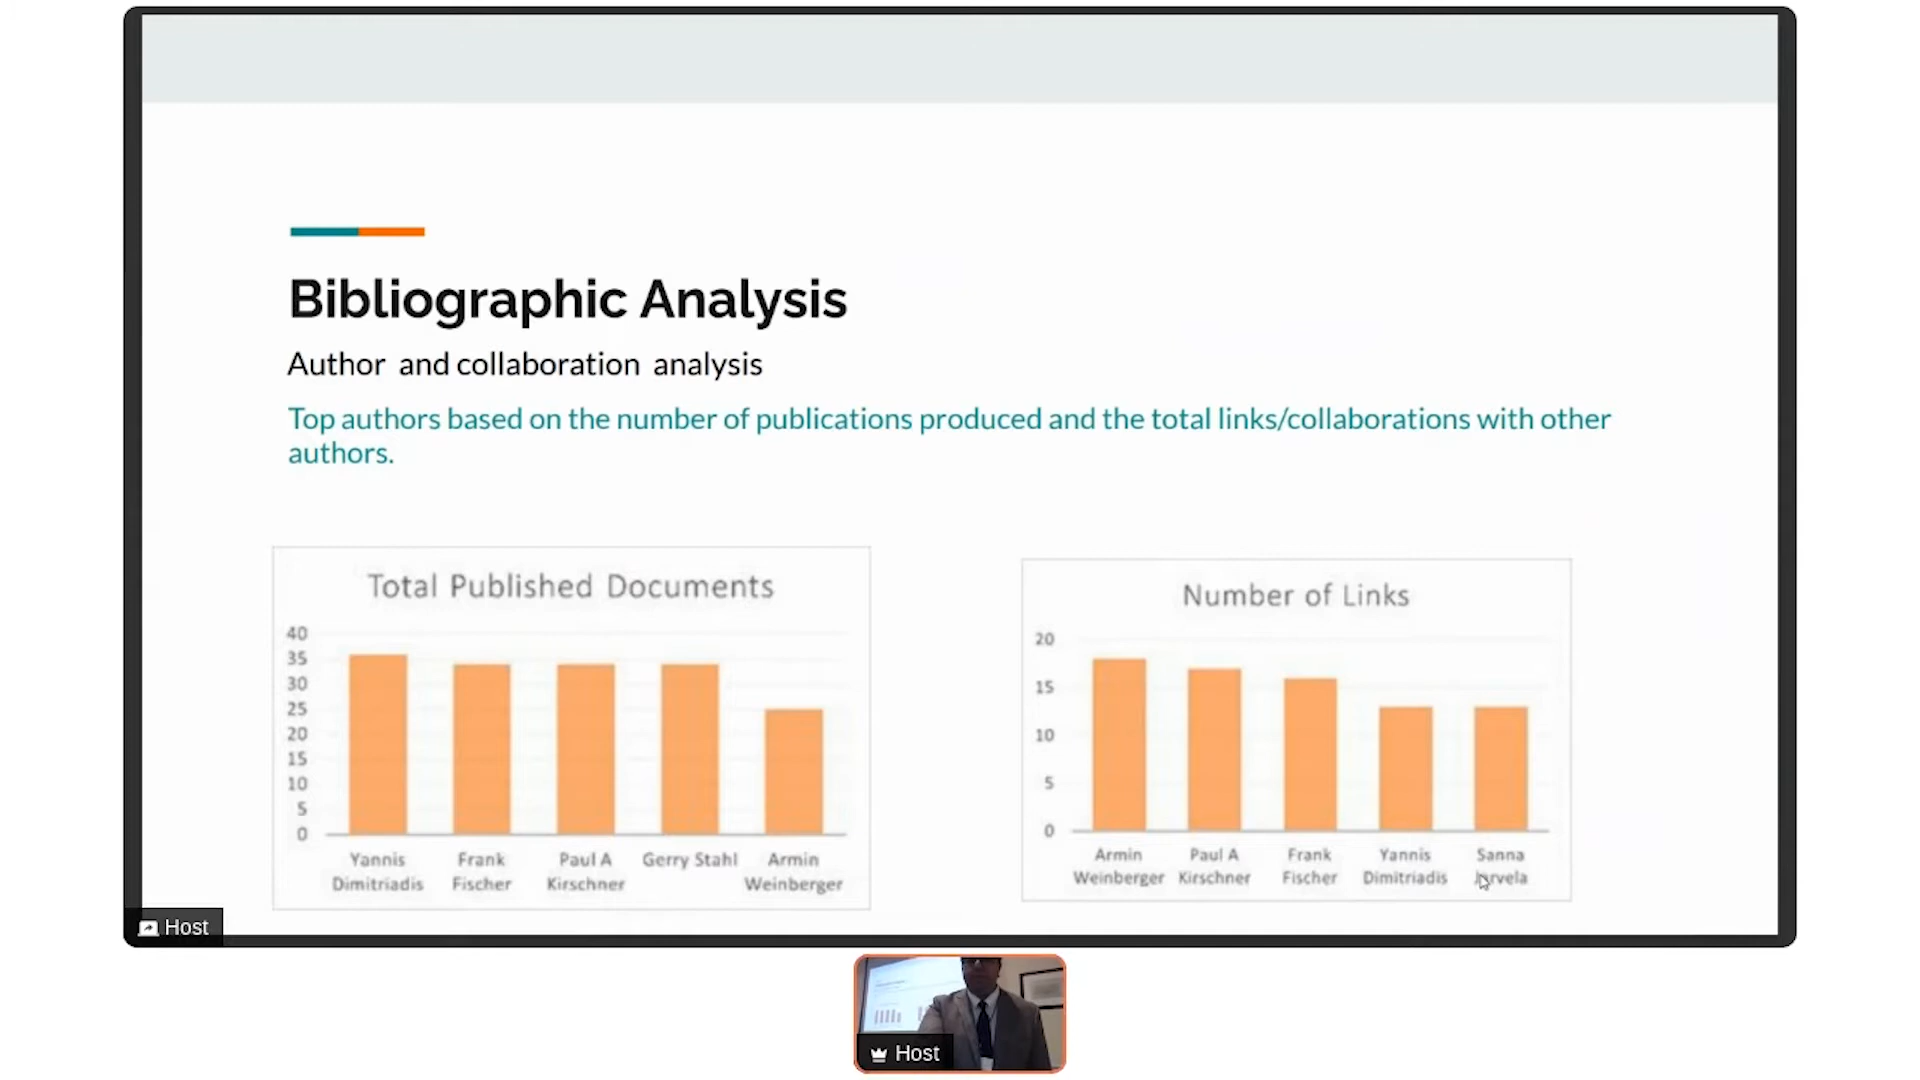 Bibliographic Analysis
Author and collaboration analysis
Top authors based on the number of publications produced and the total links/collaborations with other
authors.
Total Published Documents
40
35
30
25
20
15
10
5
0
Yannis
Dimitriadis
Frank
Fischer
Paul A
Kirschner
Gerry Stahl
Armin
Weinberger
Number of Links
20
15
10
5
0
Armin
Weinberger
Paul A
Kirschner
Frank
Fischer
Yannis
Dimitriadis
Sanna
Host
Host